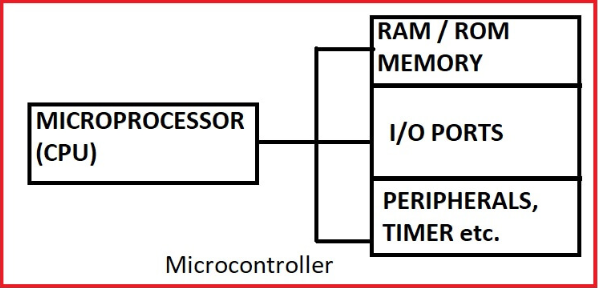 RAM / ROM
MEMORY
MICROPROCESSOR
(CPU)
I/O PORTS
PERIPHERALS,
TIMER etc.
Microcontroller